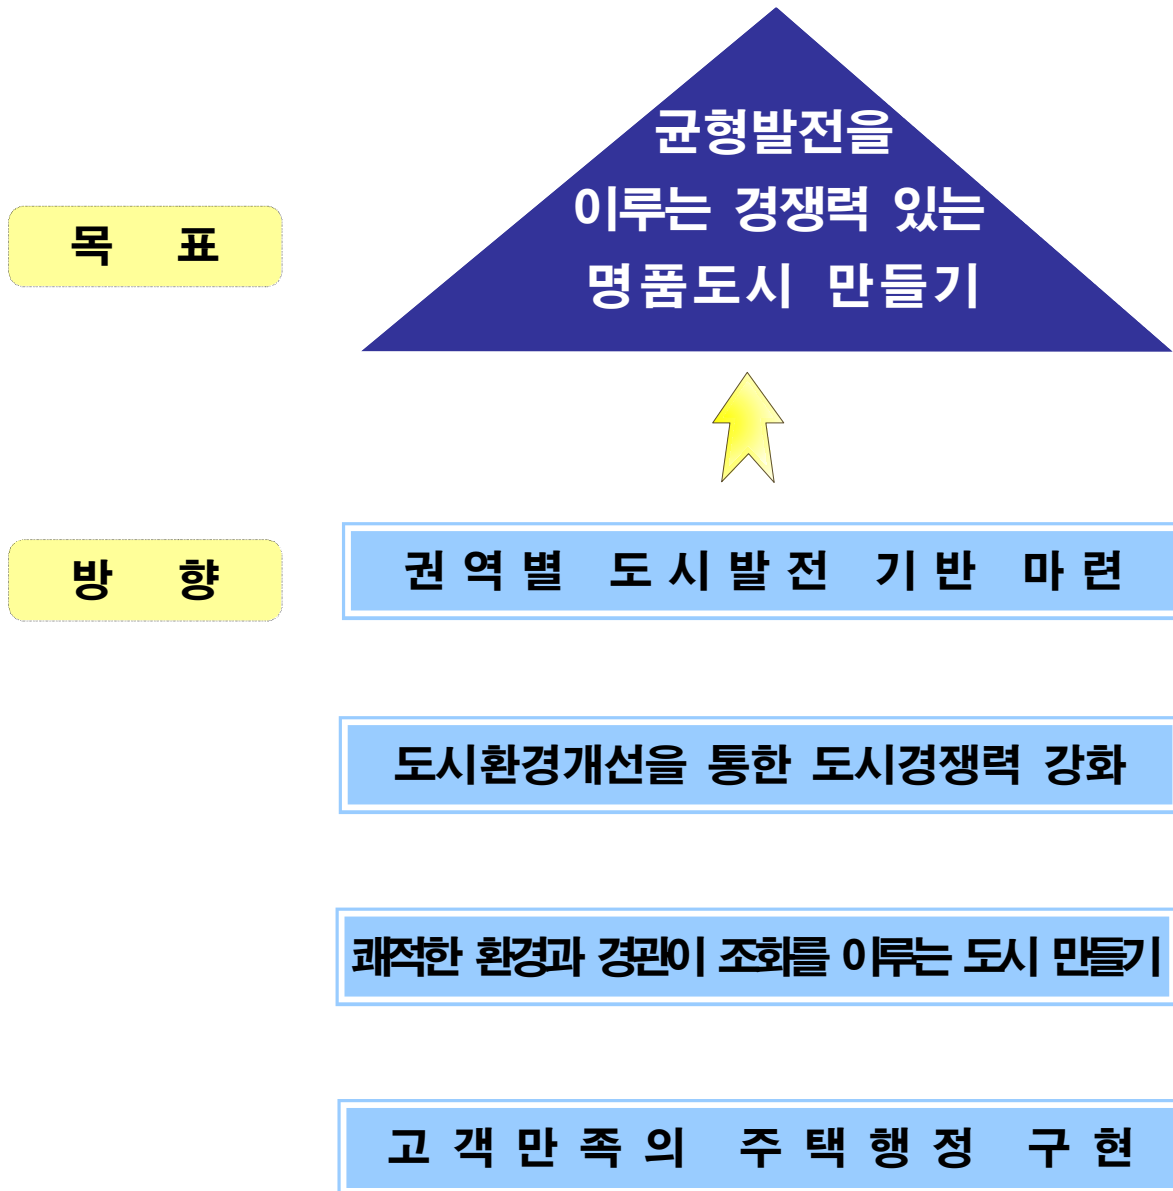 균형발전을
이루는 경쟁력 있는
명품도시 만들기
목 표
방 향
권역별 도시발전 기반 마련
도시환경개선을 통한 도시경쟁력 강화
쾌적한 환경과 경관이 조화를 이루는 도시 만들기
고객만족의 주택행정 구현